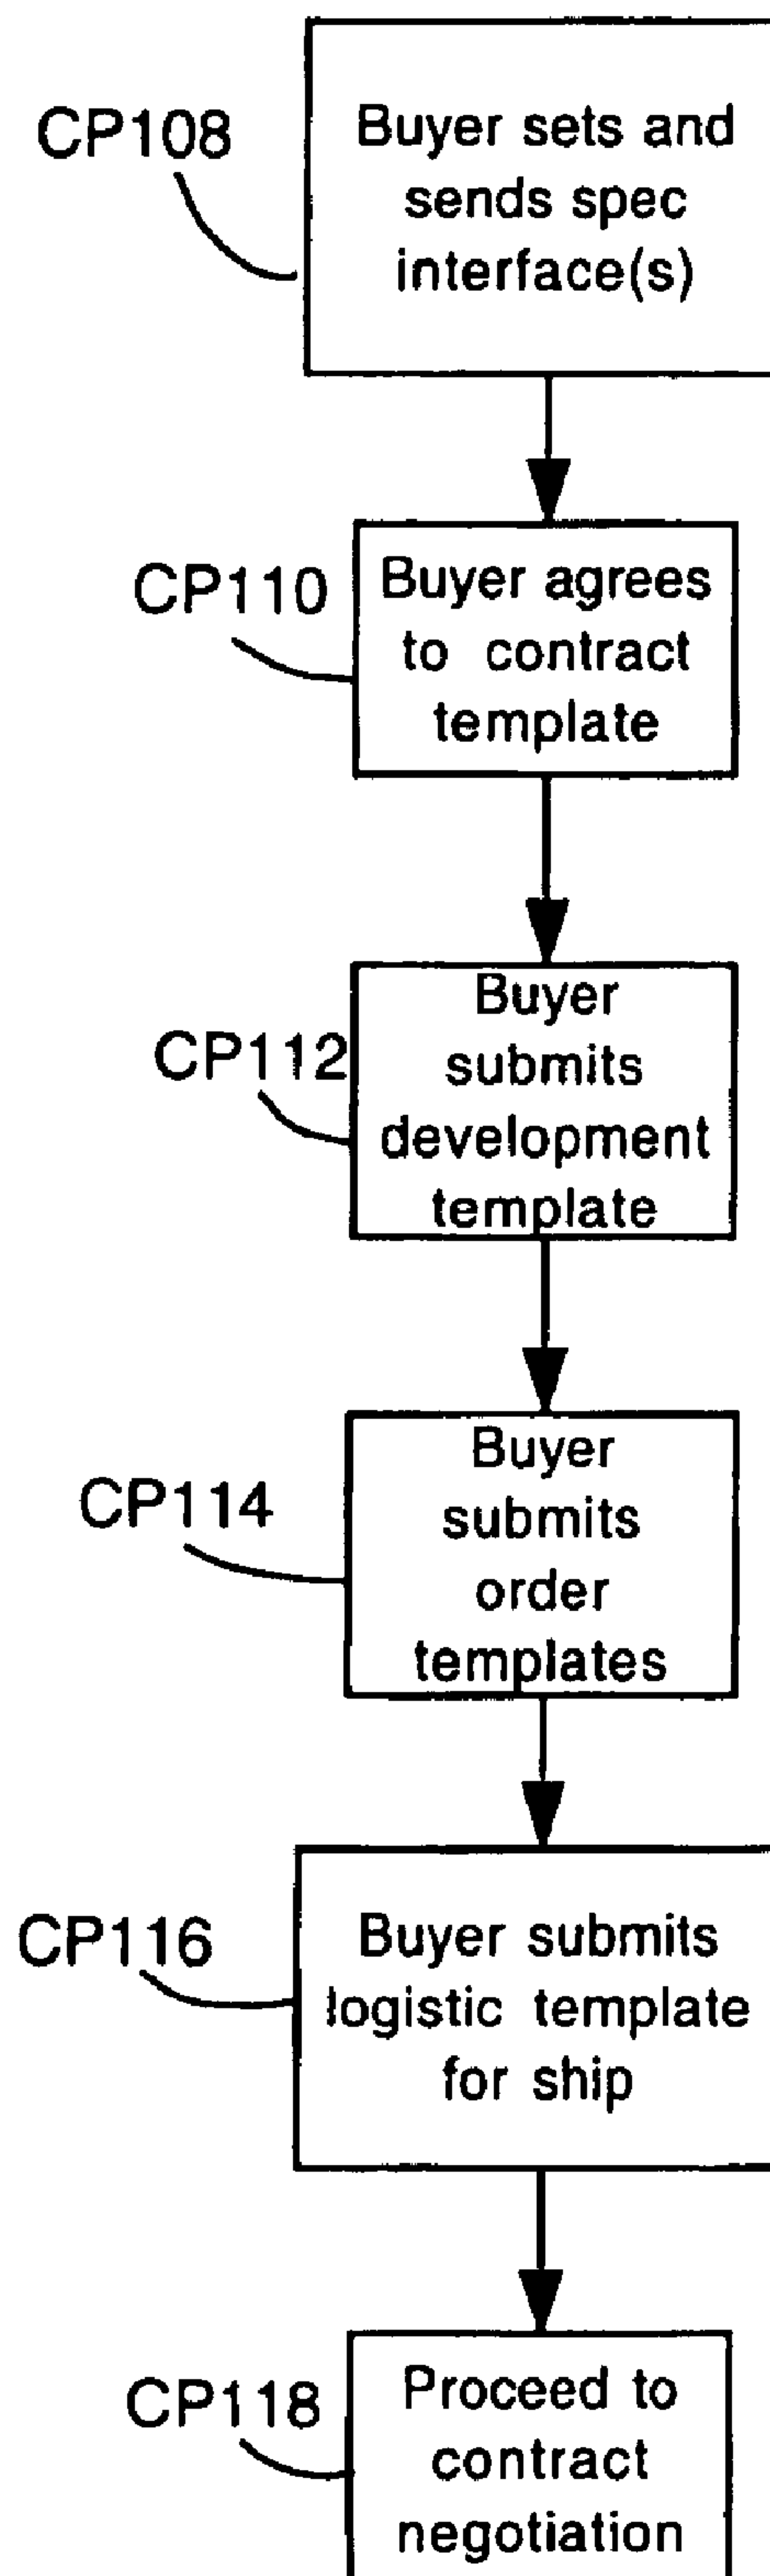 CP108
Buyer sets and
sends spec
interface(s)
CP110
Buyer agrees
to contract
template
CP112
Buyer
submits
development
template
CP114
Buyer
submits
order
templates
CP116
Buyer submits
logistic template
for ship
CP118
Proceed to
contract
negotiation